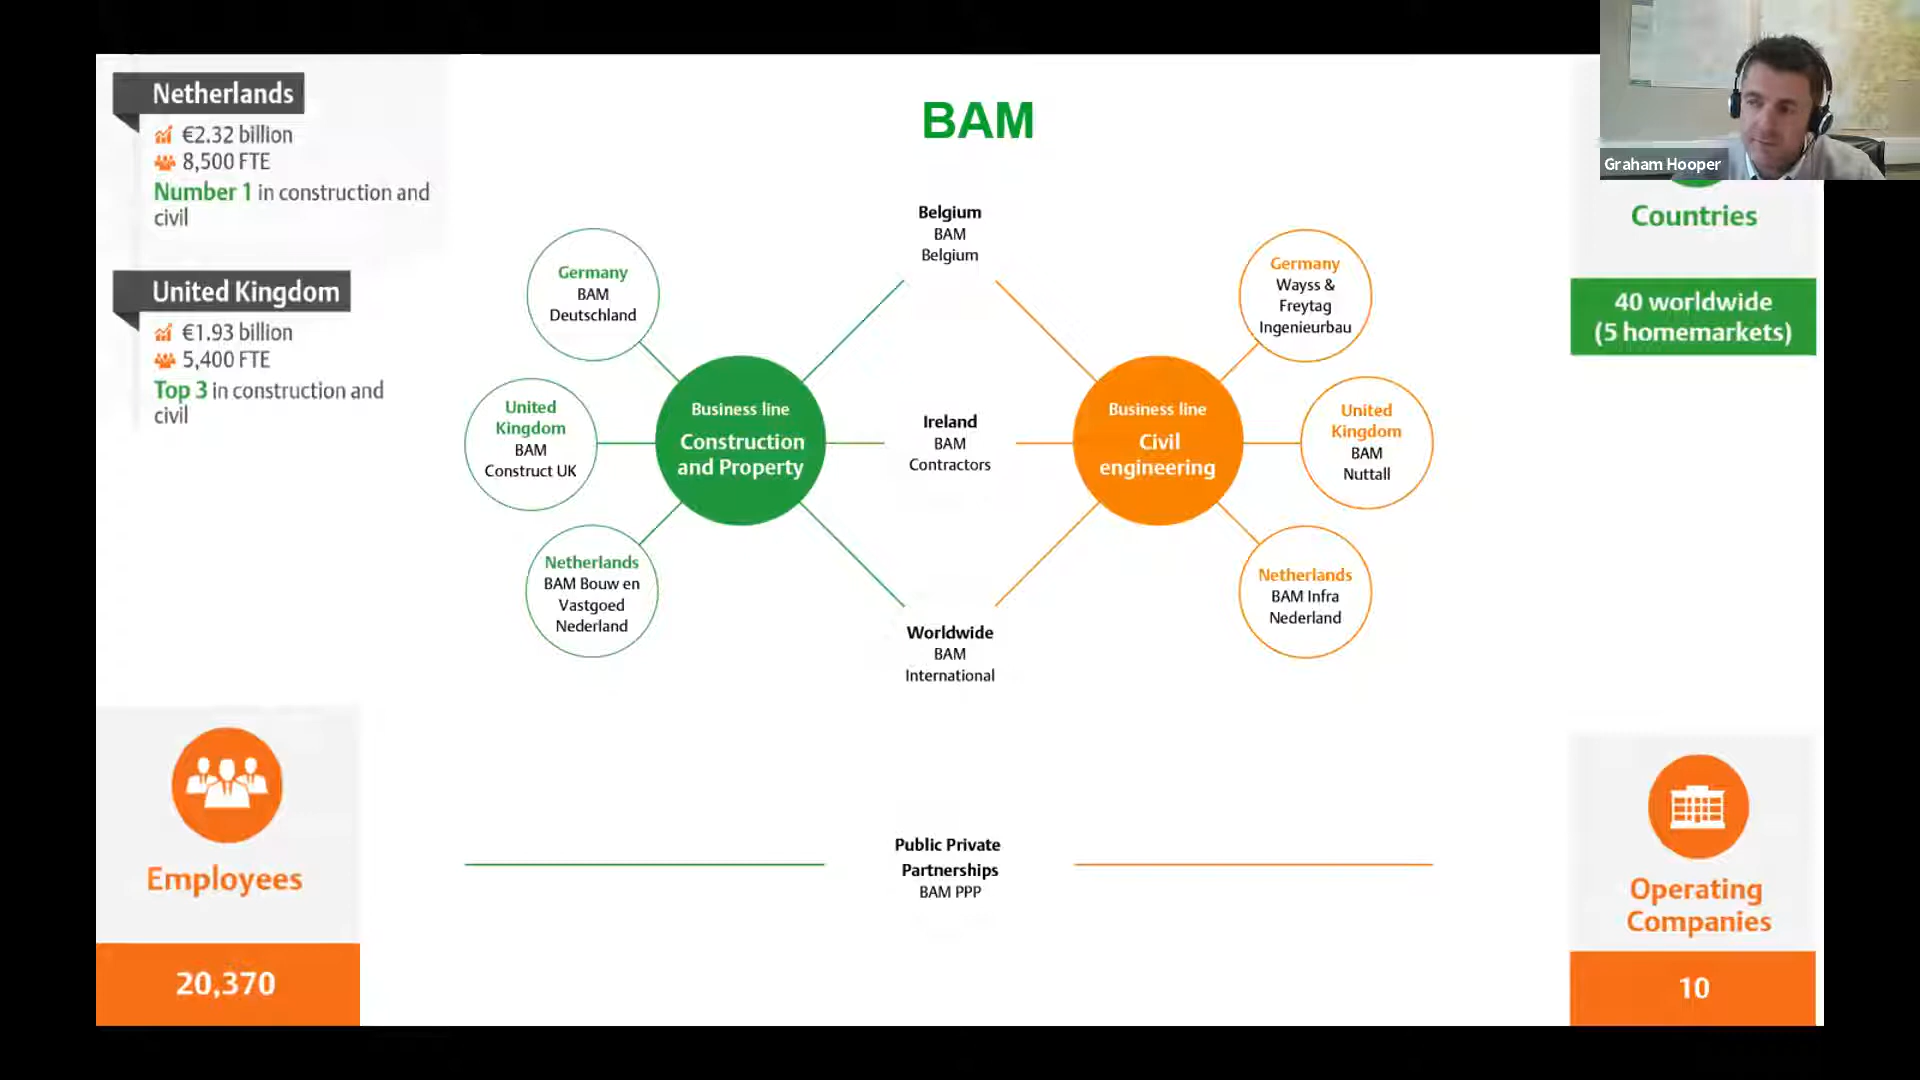 Netherlands
€2.32 billion
8,500 FTE
Number 1 in construction and
civil
United Kingdom
€1.93 billion
5,400 FTE
Top 3 in construction and
civil
BAM
Belgium
BAM
Belgium
Germany
BAM
Deutschland
United
Kingdom
BAM
Construct UK
Netherlands
BAM Bouw en
Vastgoed
Nederland
Business line
Construction
and Property
Ireland
BAM
Contractors
Worldwide
BAM
International
Business line
Civil
engineering
Germany
Wayss &
Freytag
Ingenieurbau
United
Kingdom
BAM
Nuttall
Netherlands
BAM Infra
Nederland
Public Private
Partnerships
BAM PPP
Graham Hooper
Countries
40 worldwide
(5 homemarkets)
Employees
20,370
Operating
Companies
10